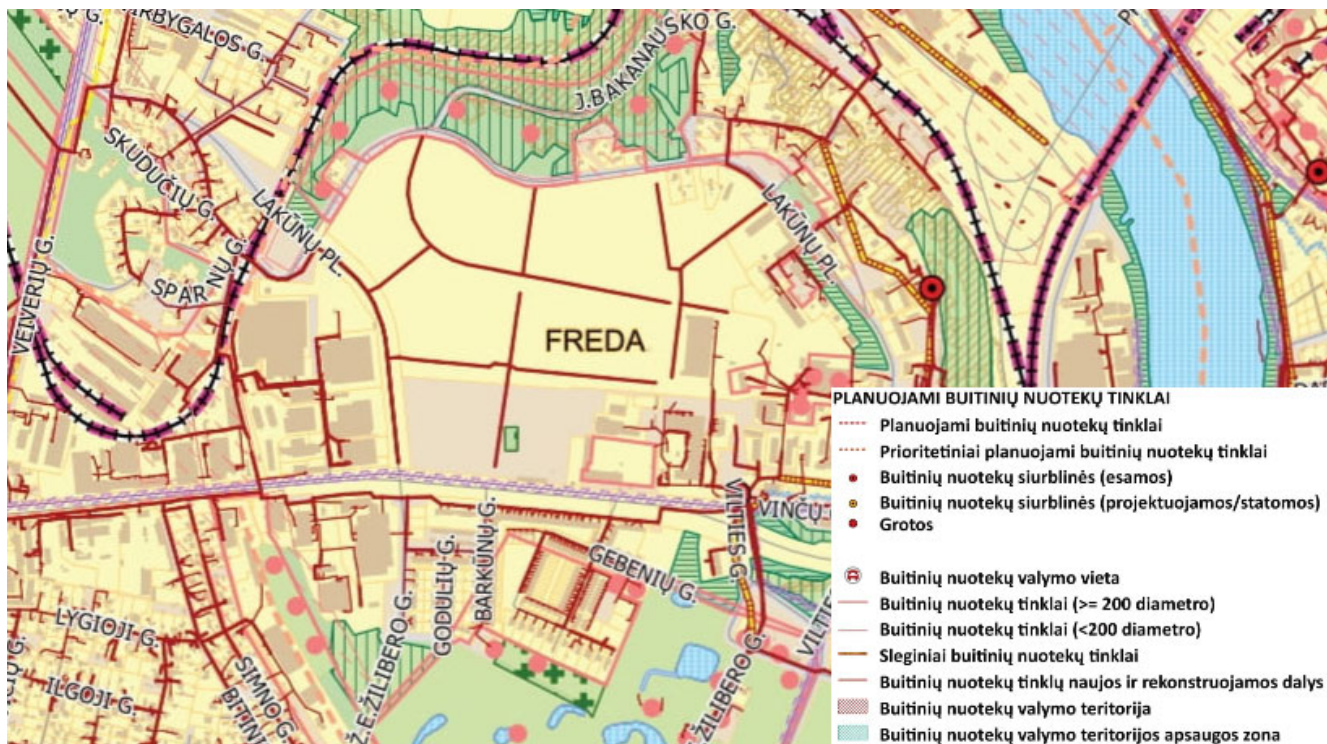 RBYGALOS G.
J.BAKANAUSKO G.
SKUDUČIŲ G.
LAKŪNŲ PL.
LAKŪNŲ PL.
SPARNŲ G.
VEIVERIŲ G.
FREDA
VILTIES G.
VINČŲ
GEBENIŲ G.
BARKŪNŲ G.
GODULIŲ G.
Ž.E.ŽILIBERO G.
ŽILIBERO G.
LYGIOJI G.
ILGOJI G.
SIMNO G.
PLANUOJAMI BUITINIŲ NUOTEKŲ TINKLAI
Planuojami buitinių nuotekų tinklai
Prioritetiniai planuojami buitinių nuotekų tinklai
Buitinių nuotekų siurblinės (esamos)
Buitinių nuotekų siurblinės (projektuojamos/statomos)
Grotos
Buitinių nuotekų valymo vieta
Buitinių nuotekų tinklai (>= 200 diametro)
Buitinių nuotekų tinklai (<200 diametro)
Sleginiai buitinių nuotekų tinklai
Buitinių nuotekų tinklų naujos ir rekonstruojamos dalys
Buitinių nuotekų valymo teritorija
Buitinių nuotekų valymo teritorijos apsaugos zona